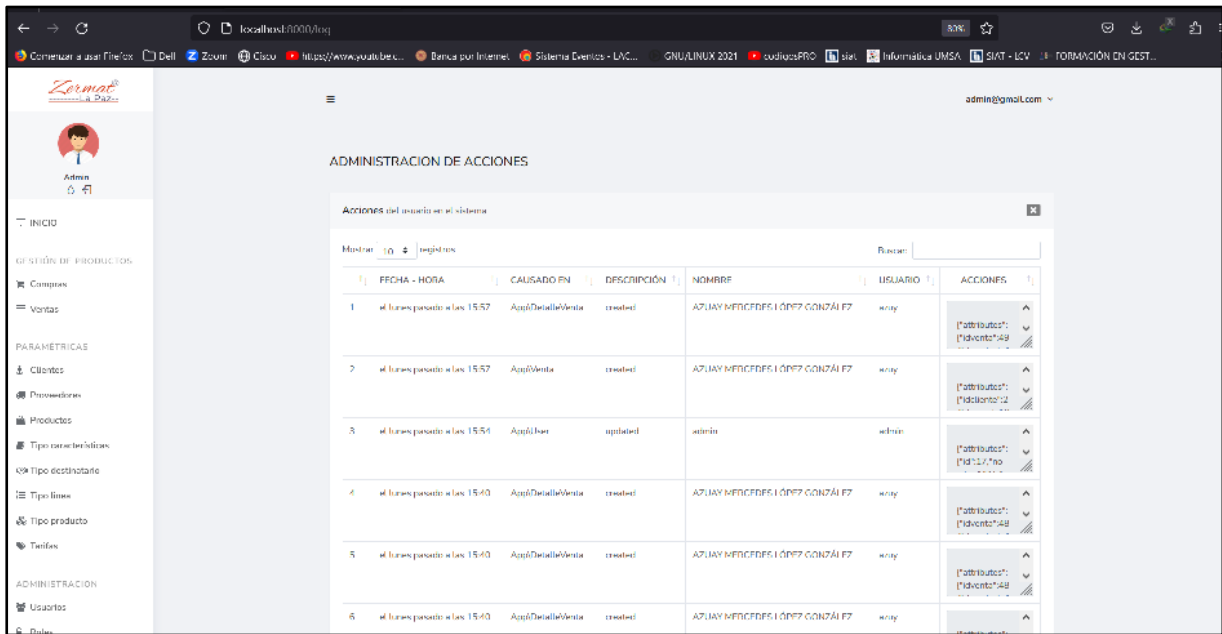 localhost:8000/log
80%
Comenzar a usar Firefox Dell Zoom Cisco https://www.youtube.c... Banca por Internet Sistema Eventos - LAC... GNU/LINUX 2021 codigosPRO siat Informática UMSA SIAT - LCV FORMACIÓN EN GEST...
Zermat
--------La Paz--
admin@gmail.com
Admin
ADMINISTRACION DE ACCIONES
INICIO
Acciones del usuario en el sistema
GESTIÓN DE PRODUCTOS
Compras
Ventas
PARAMÉTRICAS
Clientes
Proveedores
Productos
Tipo características
Tipo destinatario
Tipo linea
Tipo producto
Tarifas
ADMINISTRACION
Usuarios
Roles
Mostrar 10 registros
Buscar:
FECHA - HORA CAUSADO EN DESCRIPCIÓN NOMBRE USUARIO ACCIONES
1 el lunes pasado a las 15:57 App\DetalleVenta created AZUAY MERCEDES LÓPEZ GONZÁLEZ azuy
{"attributes":
{"idventa":49
2 el lunes pasado a las 15:57 App\Venta created AZUAY MERCEDES LÓPEZ GONZÁLEZ azuy
{"attributes":
{"idcliente":2
3 el lunes pasado a las 15:54 App\User updated admin admin
{"attributes":
{"id":17,"no
4 el lunes pasado a las 15:40 App\DetalleVenta created AZUAY MERCEDES LÓPEZ GONZÁLEZ azuy
{"attributes":
{"idventa":48
5 el lunes pasado a las 15:40 App\DetalleVenta created AZUAY MERCEDES LÓPEZ GONZÁLEZ azuy
{"attributes":
{"idventa":48
6 el lunes pasado a las 15:40 App\DetalleVenta created AZUAY MERCEDES LÓPEZ GONZÁLEZ azuy